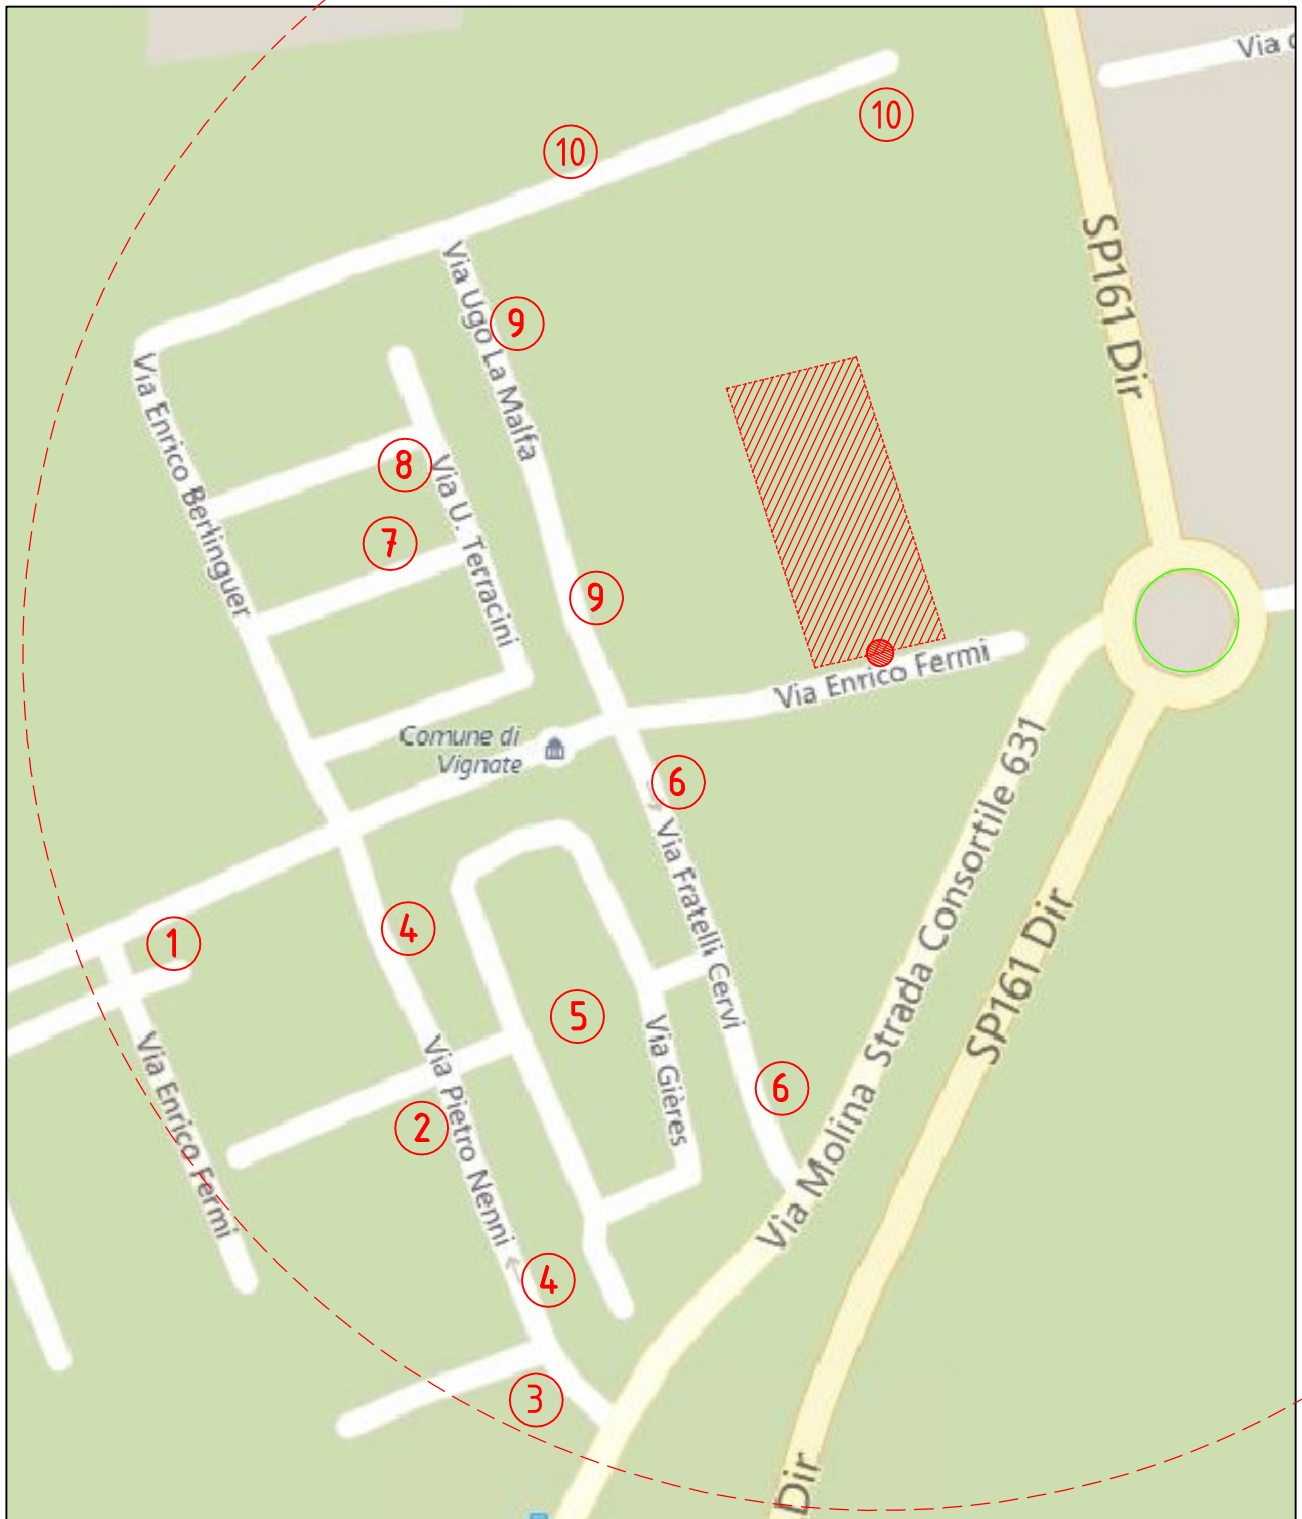 Via
10
10
SP161 Dir
Via Ugo La Malfa
9
Via Enrico Berlinguer
8
Via U. Terracini
7
9
Via Enrico Fermi
Comune di
Vignate
6
Via Molina Strada Consortile 631
Via Fratelli Cervi
SP161 Dir
1
4
5
Via Gières
Via Enrico Fermi
Via Pietro Nenni
2
6
4
3
Dir